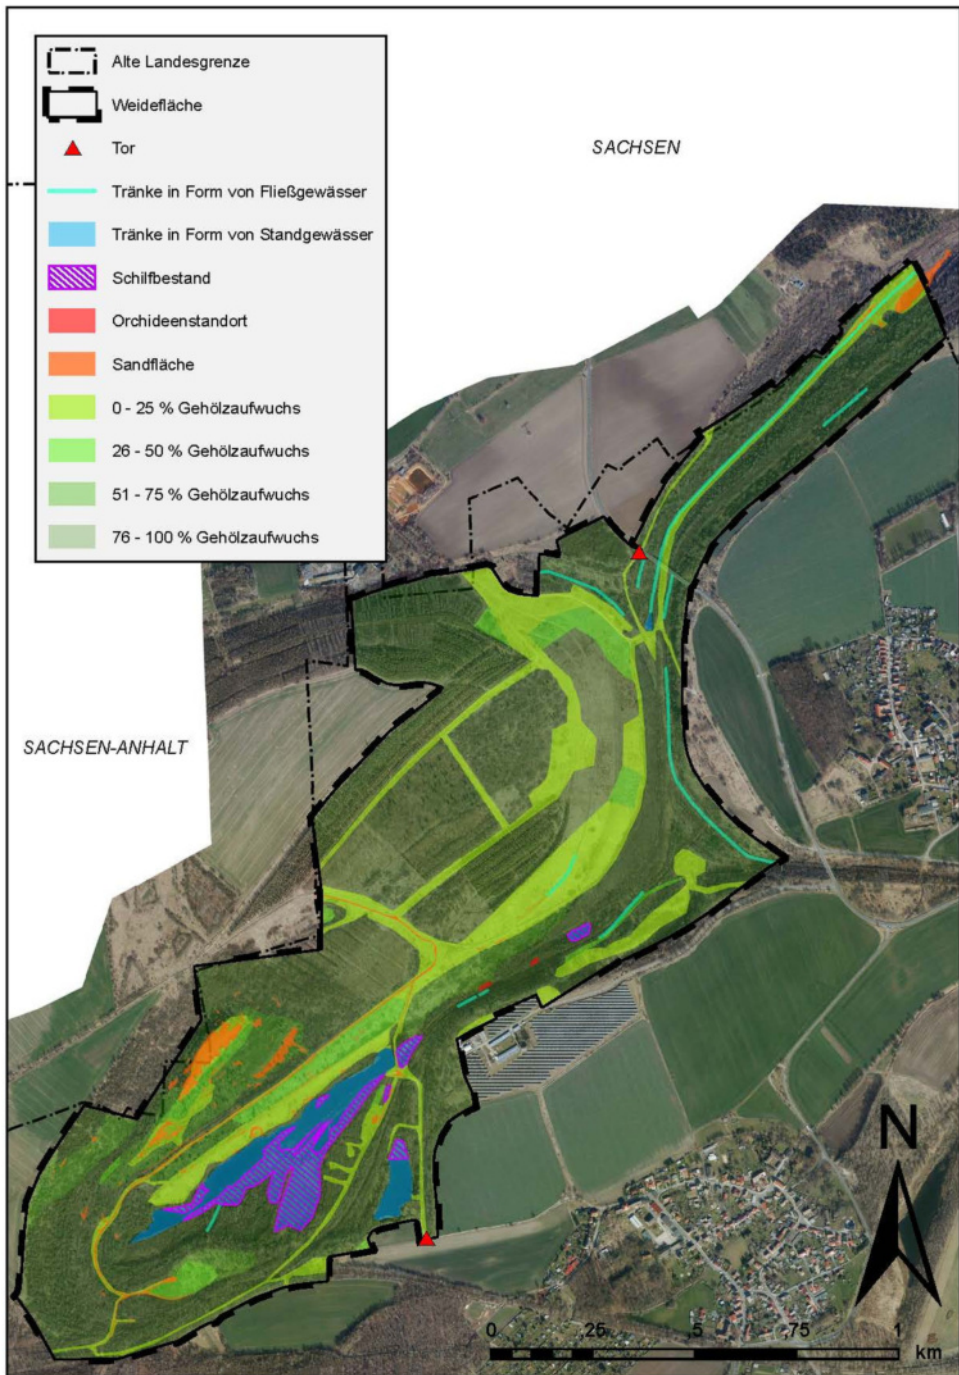 Alte Landesgrenze
Weidefläche
Tor
Tränke in Form von Fließgewässer
Tränke in Form von Standgewässer
Schilfbestand
Orchideenstandort
Sandfläche
0 - 25 % Gehölzaufwuchs
26 - 50 % Gehölzaufwuchs
51 - 75 % Gehölzaufwuchs
76 - 100 % Gehölzaufwuchs
SACHSEN
SACHSEN-ANHALT
N
0 ,25 ,5 ,75 1
km